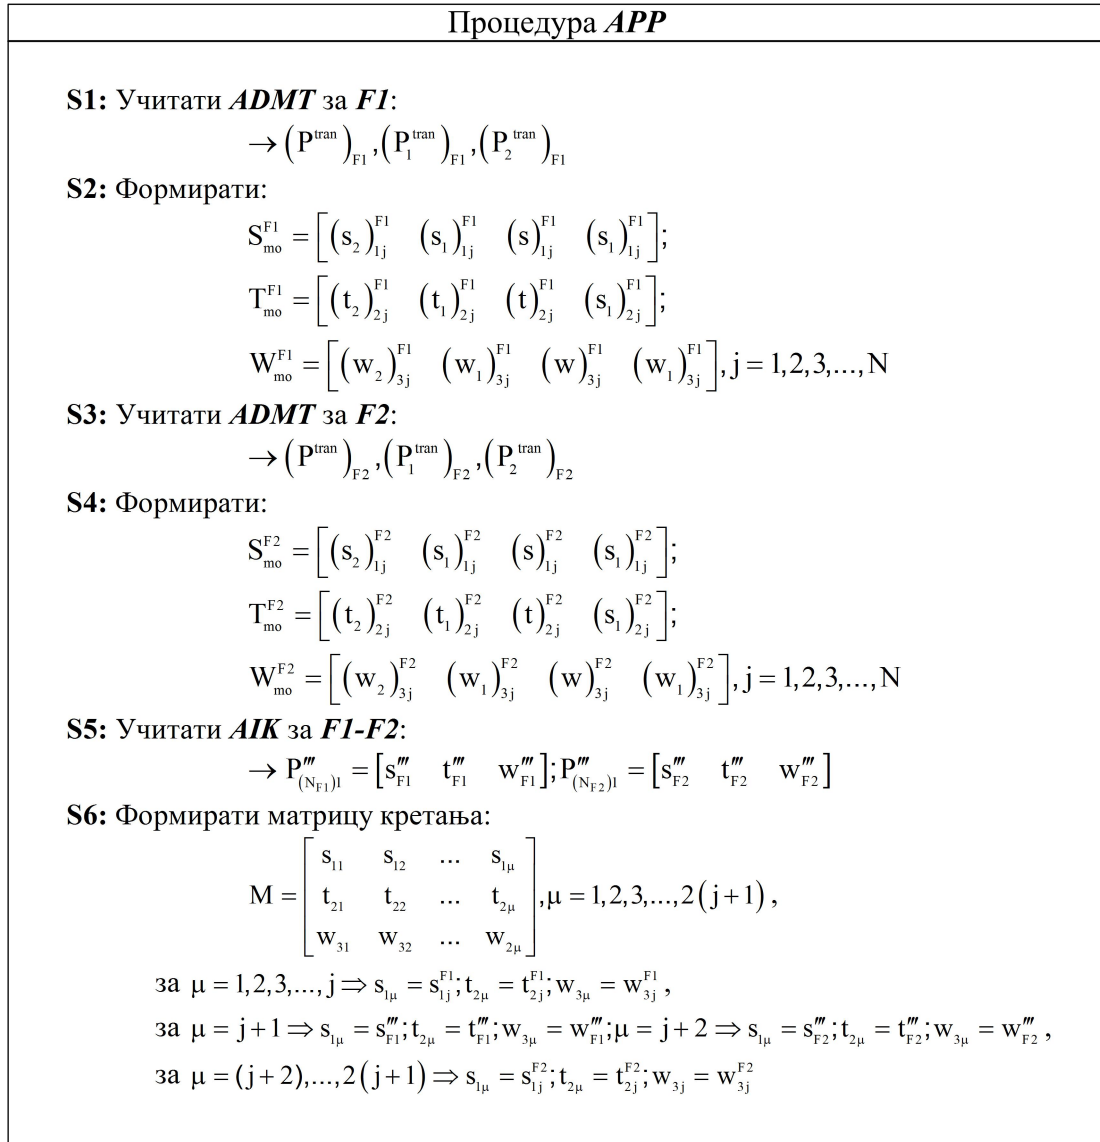 Процедура APP
S1: Учитати ADMT за F1:
→ (P^tran)_F1, (P_1^tran)_F1, (P_2^tran)_F1
S2: Формирати:
S_mo^F1 = [(s_2)_1j^F1 (s_1)_1j^F1 (s)_1j^F1 (s_1)_1j^F1];
T_mo^F1 = [(t_2)_2j^F1 (t_1)_2j^F1 (t)_2j^F1 (s_1)_2j^F1];
W_mo^F1 = [(w_2)_3j^F1 (w_1)_3j^F1 (w)_3j^F1 (w_1)_3j^F1], j = 1,2,3,...,N
S3: Учитати ADMT за F2:
→ (P^tran)_F2, (P_1^tran)_F2, (P_2^tran)_F2
S4: Формирати:
S_mo^F2 = [(s_2)_1j^F2 (s_1)_1j^F2 (s)_1j^F2 (s_1)_1j^F2];
T_mo^F2 = [(t_2)_2j^F2 (t_1)_2j^F2 (t)_2j^F2 (s_1)_2j^F2];
W_mo^F2 = [(w_2)_3j^F2 (w_1)_3j^F2 (w)_3j^F2 (w_1)_3j^F2], j = 1,2,3,...,N
S5: Учитати AIK за F1-F2:
→ P‴_(N_F1)1 = [s‴_F1 t‴_F1 w‴_F1]; P‴_(N_F2)1 = [s‴_F2 t‴_F2 w‴_F2]
S6: Формирати матрицу кретања:
s_11 s_12 ... s_1μ
M = [t_21 t_22 ... t_2μ], μ = 1,2,3,...,2(j+1),
w_31 w_32 ... w_2μ
за μ = 1,2,3,...,j ⇒ s_1μ = s_1j^F1; t_2μ = t_2j^F1; w_3μ = w_3j^F1,
за μ = j+1 ⇒ s_1μ = s‴_F1; t_2μ = t‴_F1; w_3μ = w‴_F1; μ = j+2 ⇒ s_1μ = s‴_F2; t_2μ = t‴_F2; w_3μ = w‴_F2,
за μ = (j+2),...,2(j+1) ⇒ s_1μ = s_1j^F2; t_2μ = t_2j^F2; w_3j = w_3j^F2